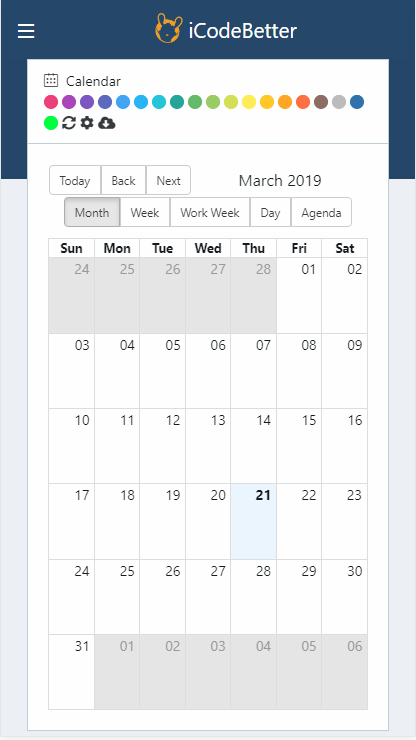 iCodeBetter
Calendar
Today Back Next March 2019
Month Week Work Week Day Agenda
Sun Mon Tue Wed Thu Fri Sat
24 25 26 27 28 01 02
03 04 05 06 07 08 09
10 11 12 13 14 15 16
17 18 19 20 21 22 23
24 25 26 27 28 29 30
31 01 02 03 04 05 06